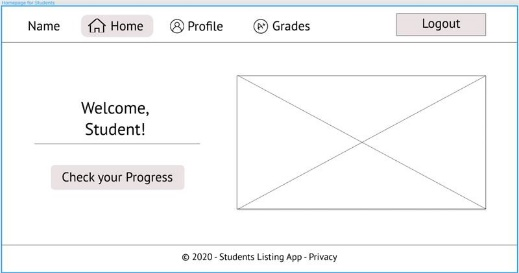 Homepage for Students
Name Home Profile A+ Grades Logout
Welcome,
Student!
Check your Progress
© 2020 - Students Listing App - Privacy